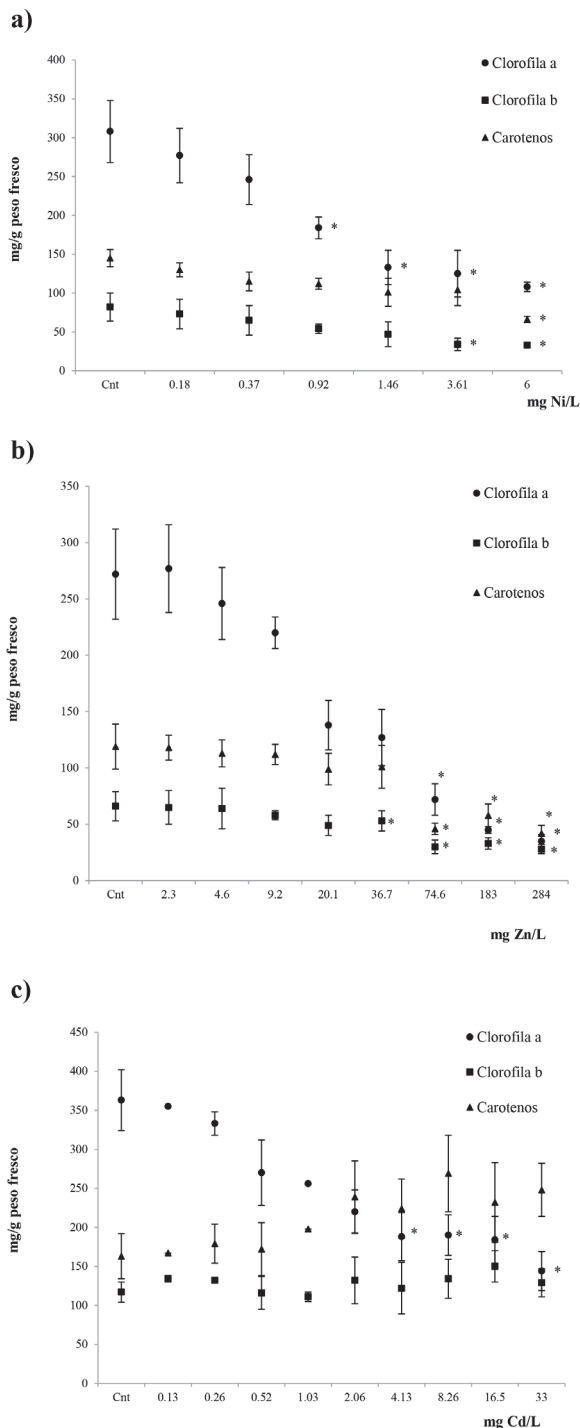 a)
400
350
300
250
200
150
100
50
0
mg/g peso fresco
Clorofila a
Clorofila b
Carotenos
*
*
*
*
*
*
*
Cnt 0.18 0.37 0.92 1.46 3.61 6
mg Ni/L
b)
350
300
250
200
150
100
50
0
mg/g peso fresco
Clorofila a
Clorofila b
Carotenos
*
*
*
*
*
*
*
*
*
*
Cnt 2.3 4.6 9.2 20.1 36.7 74.6 183 284
mg Zn/L
c)
450
400
350
300
250
200
150
100
50
0
mg/g peso fresco
Clorofila a
Clorofila b
Carotenos
*
*
*
*
Cnt 0.13 0.26 0.52 1.03 2.06 4.13 8.26 16.5 33
mg Cd/L